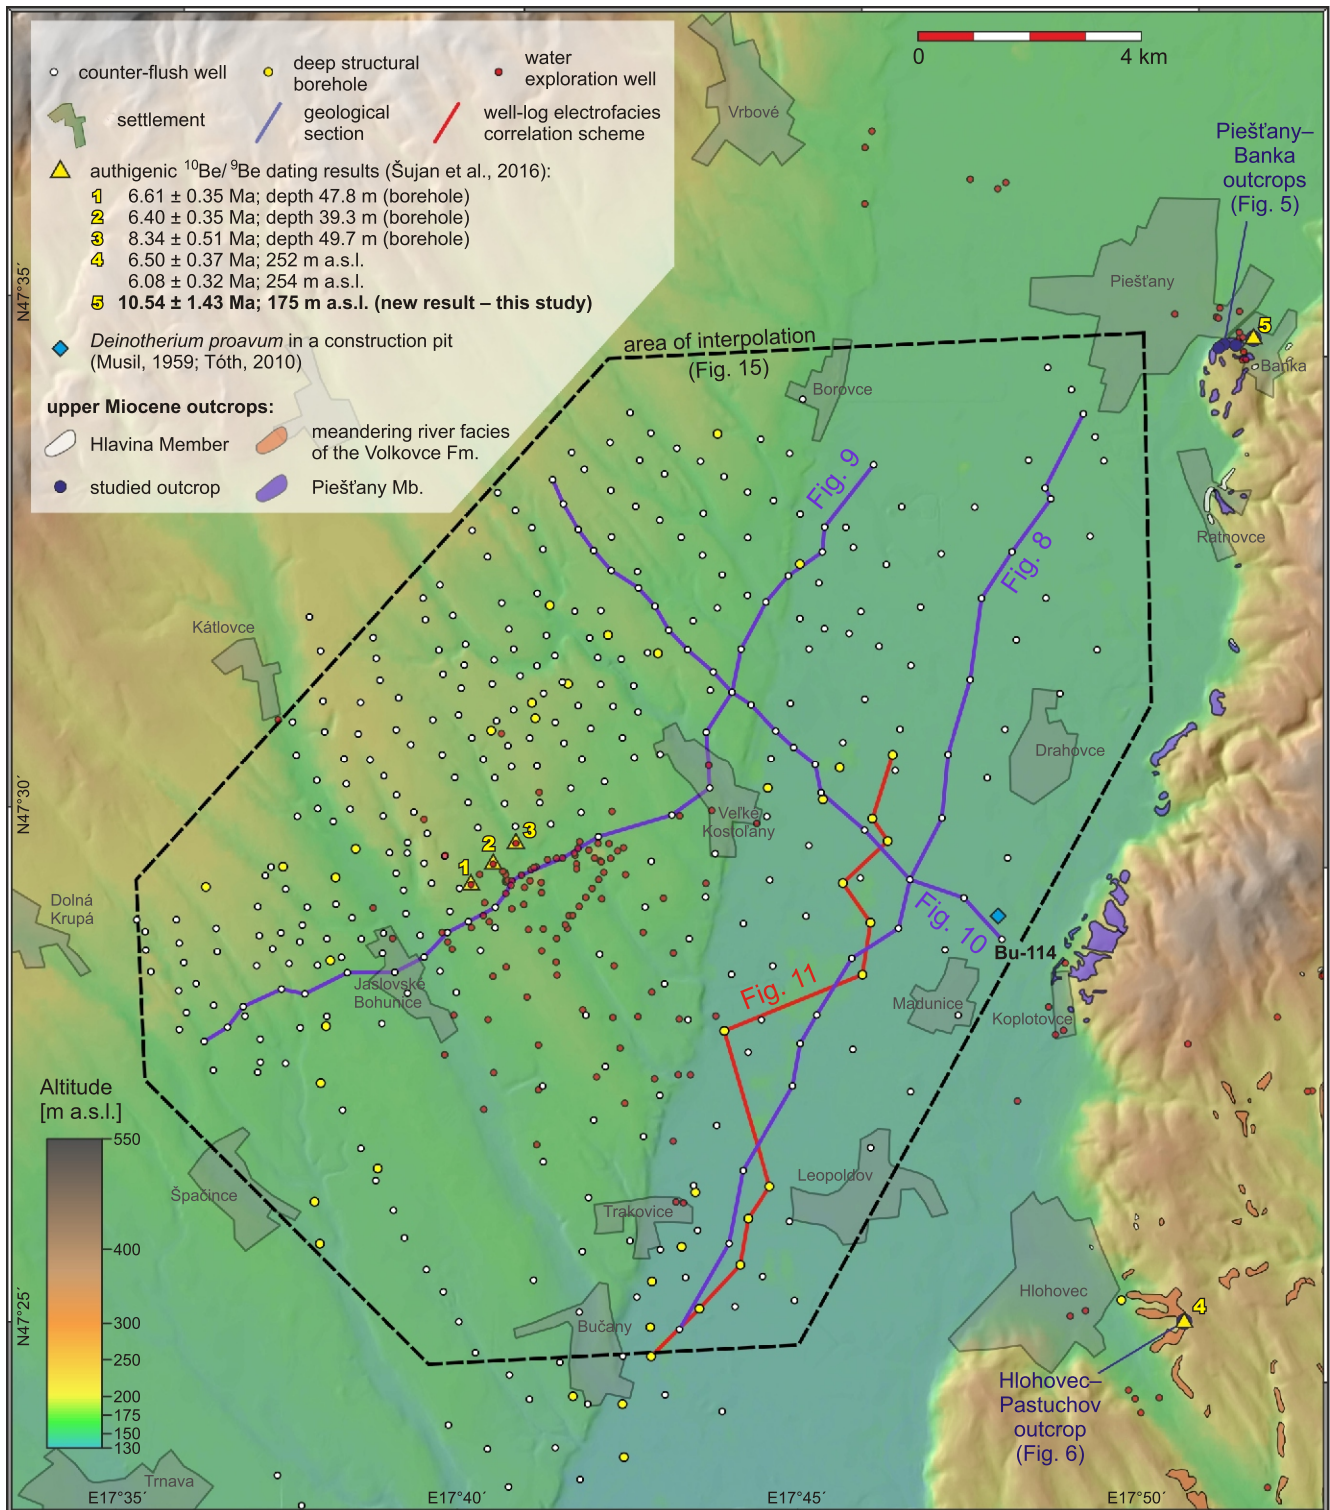 counter-flush well
deep structural
borehole
water
exploration well
settlement
geological
section
well-log electrofacies
correlation scheme
authigenic ¹⁰Be/⁹Be dating results (Šujan et al., 2016):
1 6.61 ± 0.35 Ma; depth 47.8 m (borehole)
2 6.40 ± 0.35 Ma; depth 39.3 m (borehole)
3 8.34 ± 0.51 Ma; depth 49.7 m (borehole)
4 6.50 ± 0.37 Ma; 252 m a.s.l.
6.08 ± 0.32 Ma; 254 m a.s.l.
5 10.54 ± 1.43 Ma; 175 m a.s.l. (new result – this study)
Deinotherium proavum in a construction pit
(Musil, 1959; Tóth, 2010)
upper Miocene outcrops:
Hlavina Member
meandering river facies
of the Volkovce Fm.
studied outcrop
Piešťany Mb.
0 4 km
Vrbové
Piešťany–
Banka
outcrops
(Fig. 5)
Piešťany
5
Banka
N47°35´
area of interpolation
(Fig. 15)
Borovce
Fig. 9
Fig. 8
Ratnovce
Kátlovce
Drahovce
N47°30´
Veľké
Kostoľany
3
2
1
Dolná
Krupá
Fig. 10
Bu-114
Fig. 11
Jaslovské
Bohunice
Madunice
Koplotovce
Altitude
[m a.s.l.]
550
400
300
250
200
175
150
130
Špačince
Trakovice
Leopoldov
Hlohovec
4
N47°25´
Bučany
Hlohovec–
Pastuchov
outcrop
(Fig. 6)
Trnava
E17°35´
E17°40´
E17°45´
E17°50´